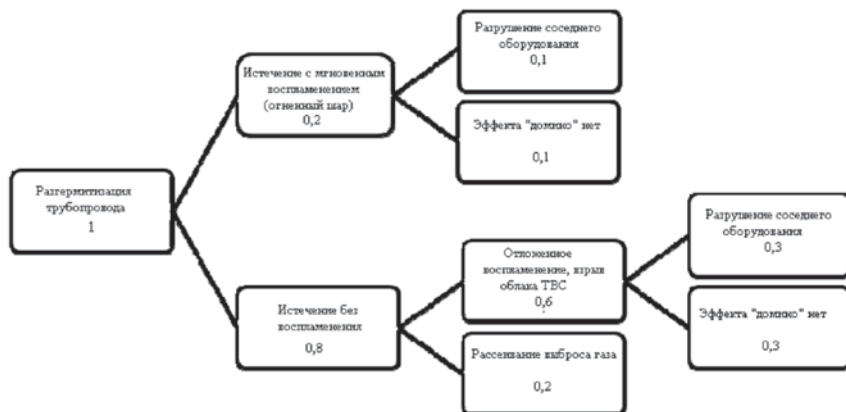 Разгермитизация
трубопровода
1
Истечение с мгновенным
воспламенением
(огненный шар)
0,2
Разрушение соседнего
оборудования
0,1
Эффекта "домино" нет
0,1
Истечение без
воспламенения
0,8
Отложенное
воспламенение, взрыв
облака ТВС
0,6
Разрушение соседнего
оборудования
0,3
Эффекта "домино" нет
0,3
Рассеивание выброса газа
0,2